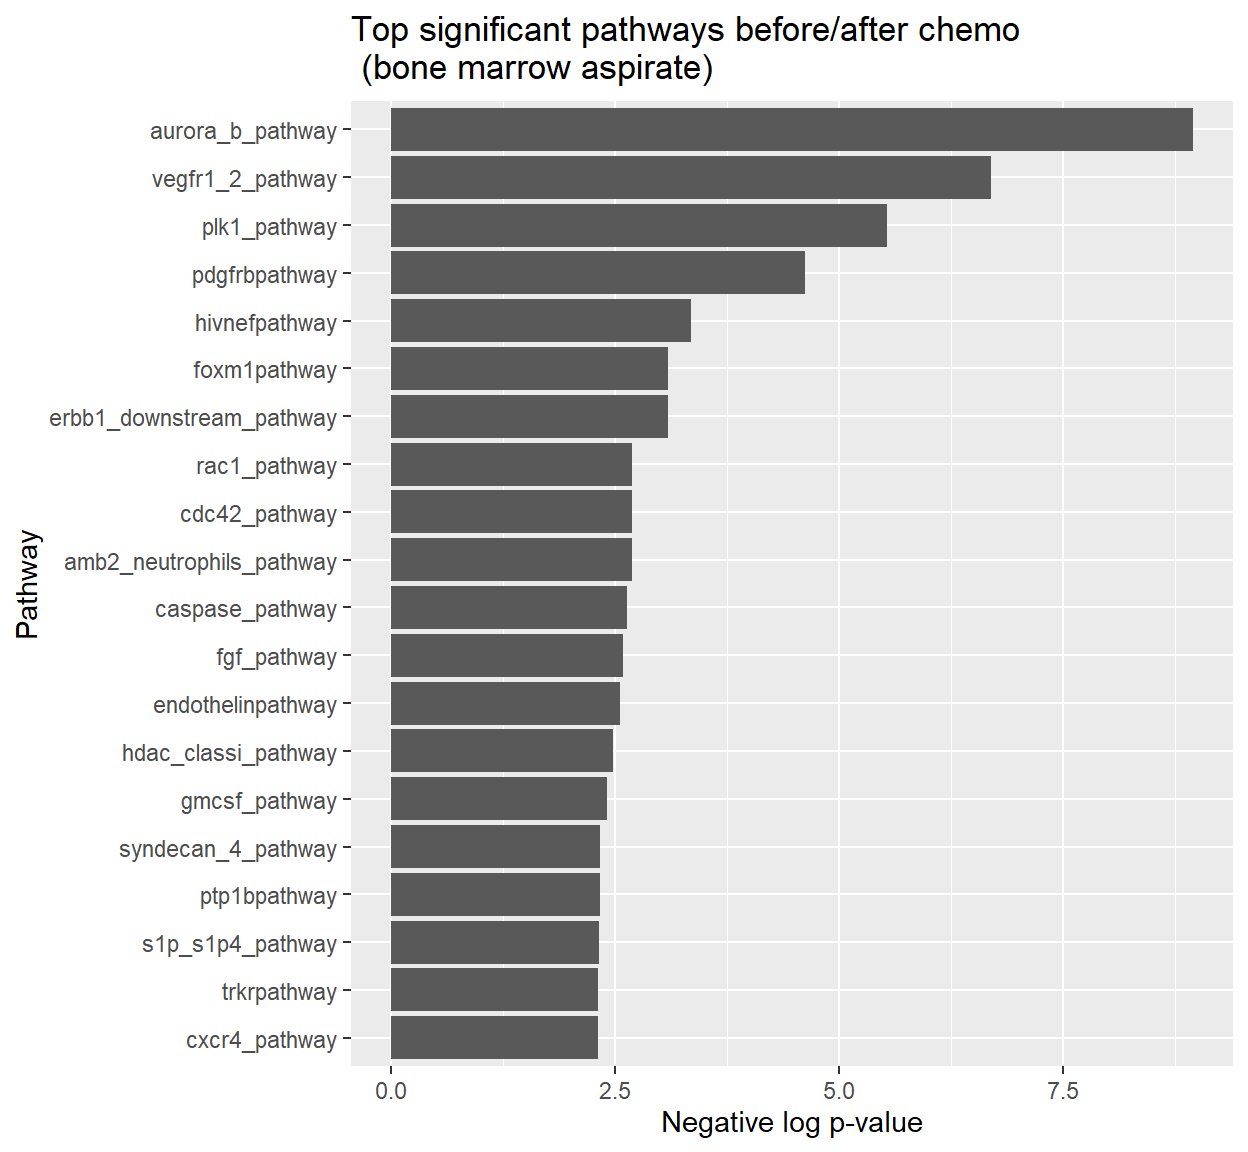 Top significant pathways before/after chemo
(bone marrow aspirate)
aurora_b_pathway
vegfr1_2_pathway
plk1_pathway
pdgfrbpathway
hivnefpathway
foxm1pathway
erbb1_downstream_pathway
rac1_pathway
cdc42_pathway
amb2_neutrophils_pathway
caspase_pathway
fgf_pathway
endothelinpathway
hdac_classi_pathway
gmcsf_pathway
syndecan_4_pathway
ptp1bpathway
s1p_s1p4_pathway
trkrpathway
cxcr4_pathway
Pathway
0.0 2.5 5.0 7.5
Negative log p-value